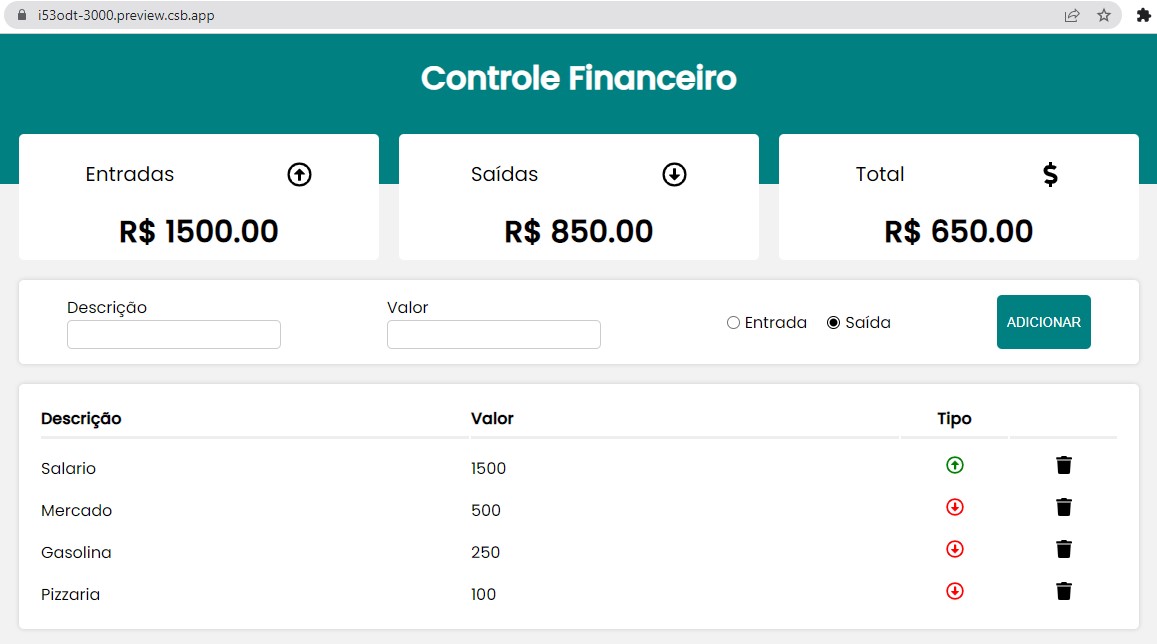 i53odt-3000.preview.csb.app
Controle Financeiro
Entradas
R$ 1500.00
Saídas
R$ 850.00
Total
$
R$ 650.00
Descrição
Valor
Entrada
Saída
ADICIONAR
Descrição Valor Tipo
Salario 1500
Mercado 500
Gasolina 250
Pizzaria 100